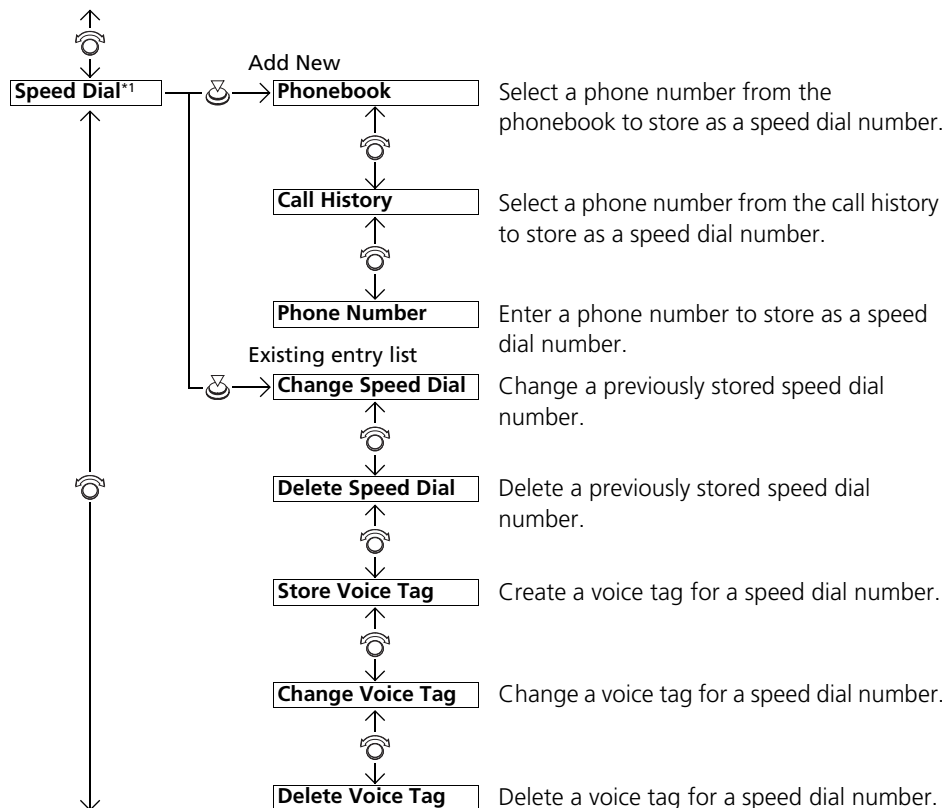 Add New
Speed Dial*1
Phonebook
Select a phone number from the
phonebook to store as a speed dial number.
Call History
Select a phone number from the call history
to store as a speed dial number.
Phone Number
Enter a phone number to store as a speed
dial number.
Existing entry list
Change Speed Dial
Change a previously stored speed dial
number.
Delete Speed Dial
Delete a previously stored speed dial
number.
Store Voice Tag
Create a voice tag for a speed dial number.
Change Voice Tag
Change a voice tag for a speed dial number.
Delete Voice Tag
Delete a voice tag for a speed dial number.